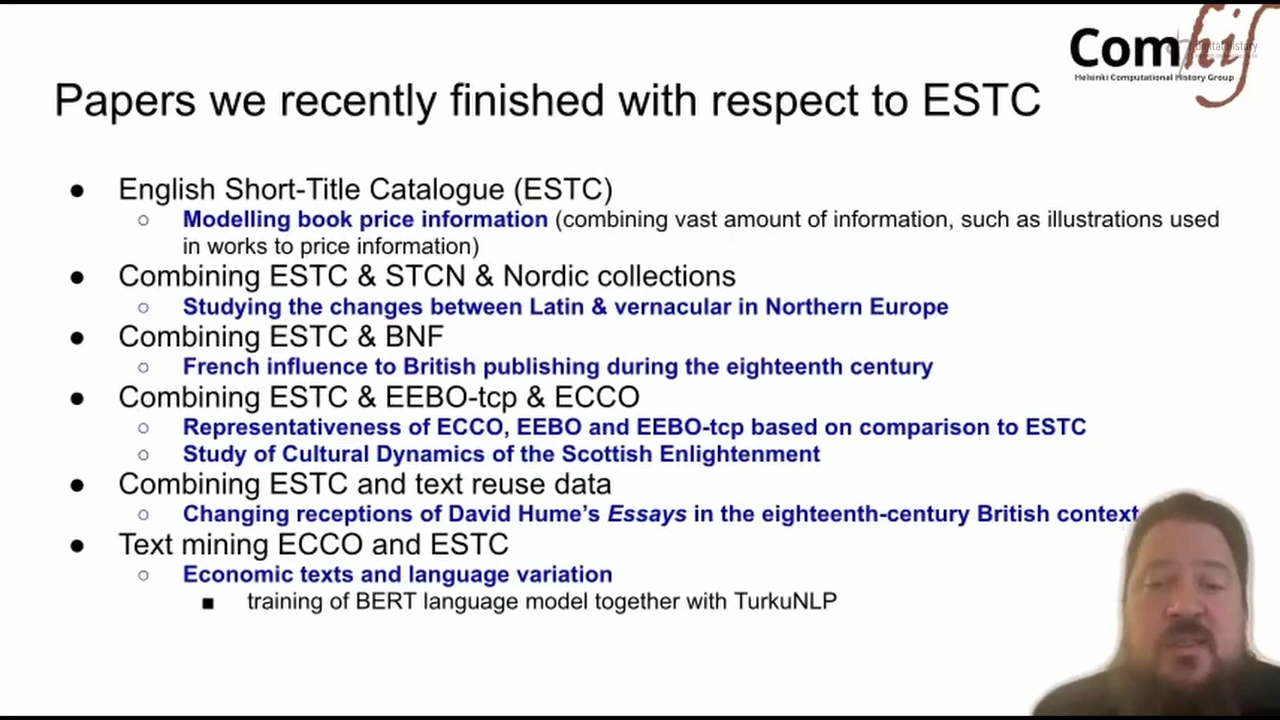 Comhis
digital history
Helsinki Computational History Group
Papers we recently finished with respect to ESTC
● English Short-Title Catalogue (ESTC)
○ Modelling book price information (combining vast amount of information, such as illustrations used
in works to price information)
● Combining ESTC & STCN & Nordic collections
○ Studying the changes between Latin & vernacular in Northern Europe
● Combining ESTC & BNF
○ French influence to British publishing during the eighteenth century
● Combining ESTC & EEBO-tcp & ECCO
○ Representativeness of ECCO, EEBO and EEBO-tcp based on comparison to ESTC
○ Study of Cultural Dynamics of the Scottish Enlightenment
● Combining ESTC and text reuse data
○ Changing receptions of David Hume’s Essays in the eighteenth-century British context
● Text mining ECCO and ESTC
○ Economic texts and language variation
■ training of BERT language model together with TurkuNLP